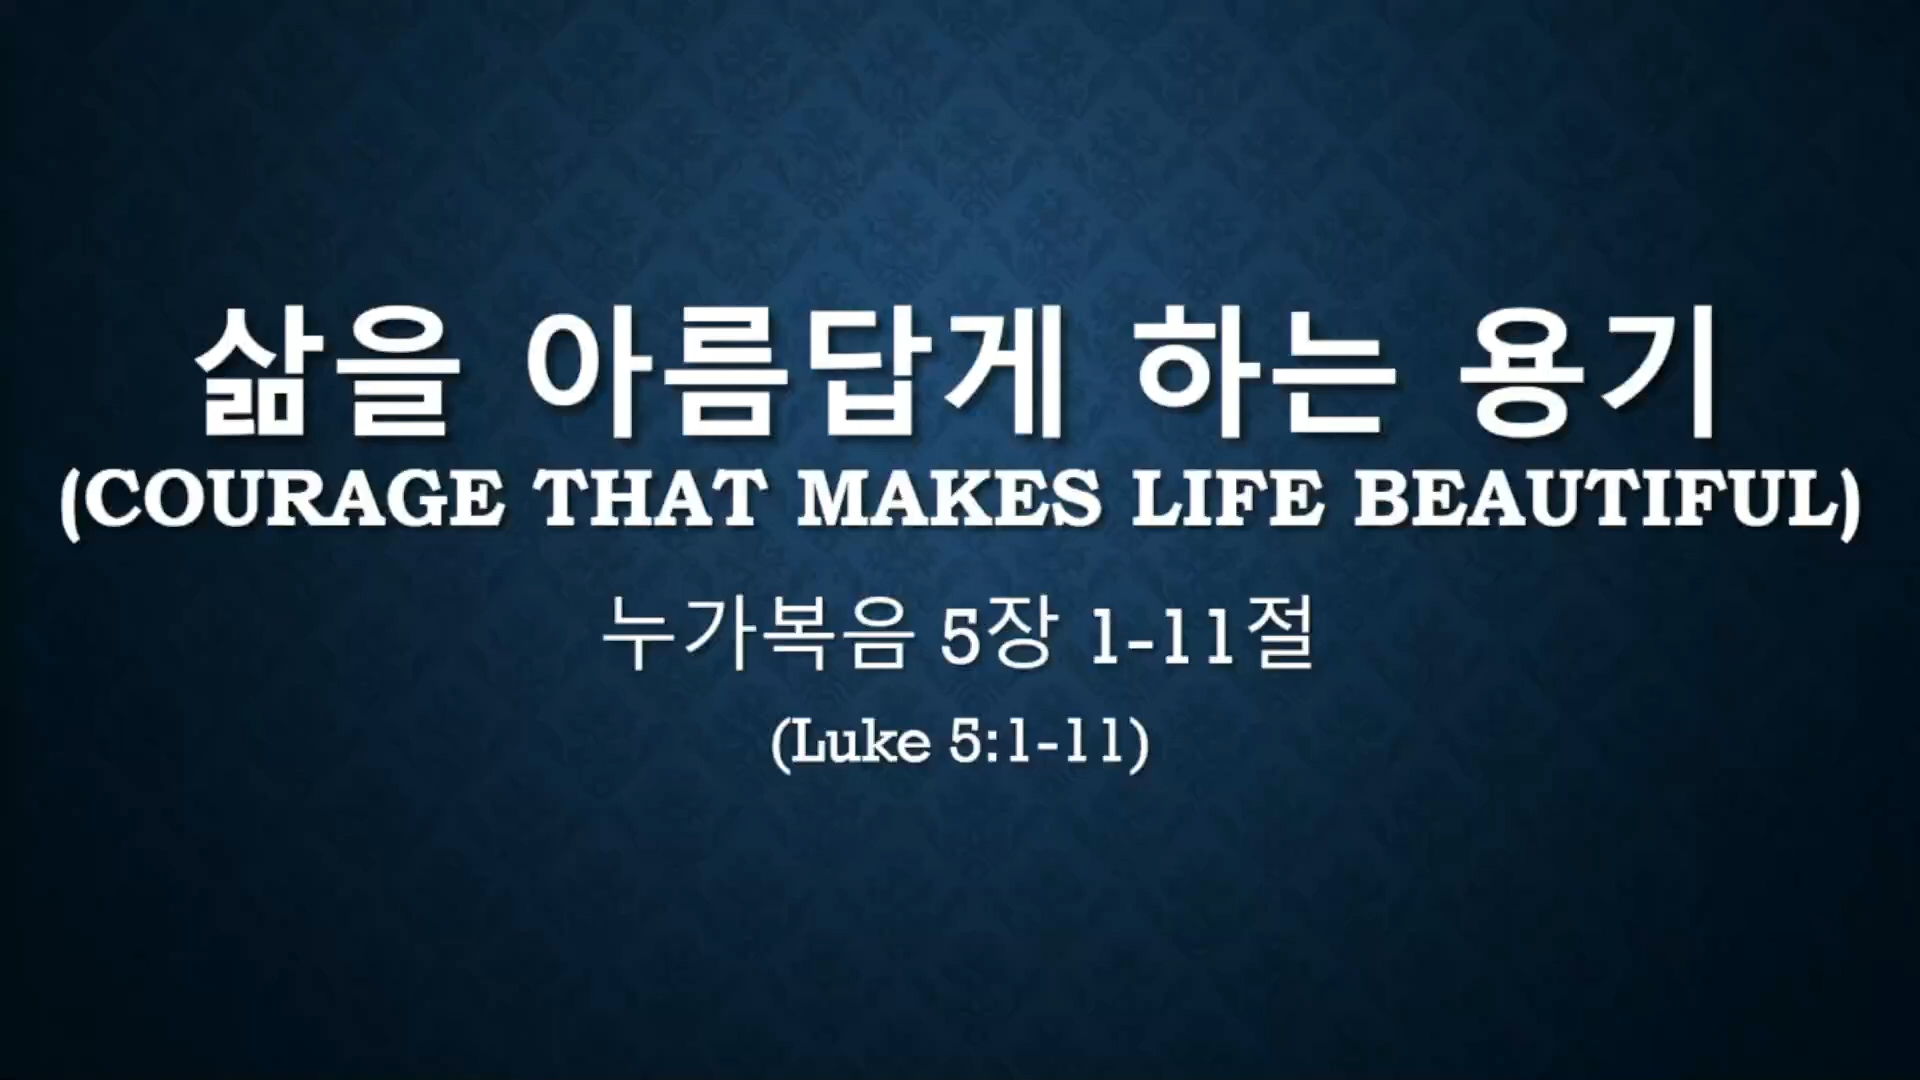 삶을 아름답게 하는 용기
(COURAGE THAT MAKES LIFE BEAUTIFUL)
누가복음 5장 1-11절
(Luke 5:1-11)